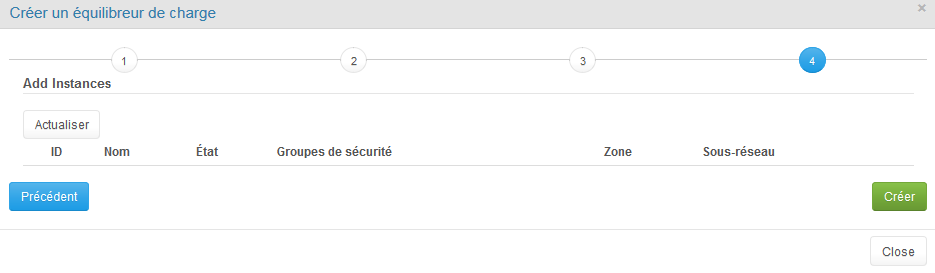 Créer un équilibreur de charge ×
1 2 3 4
Add Instances
Actualiser
ID Nom État Groupes de sécurité Zone Sous-réseau
Précédent Créer
Close